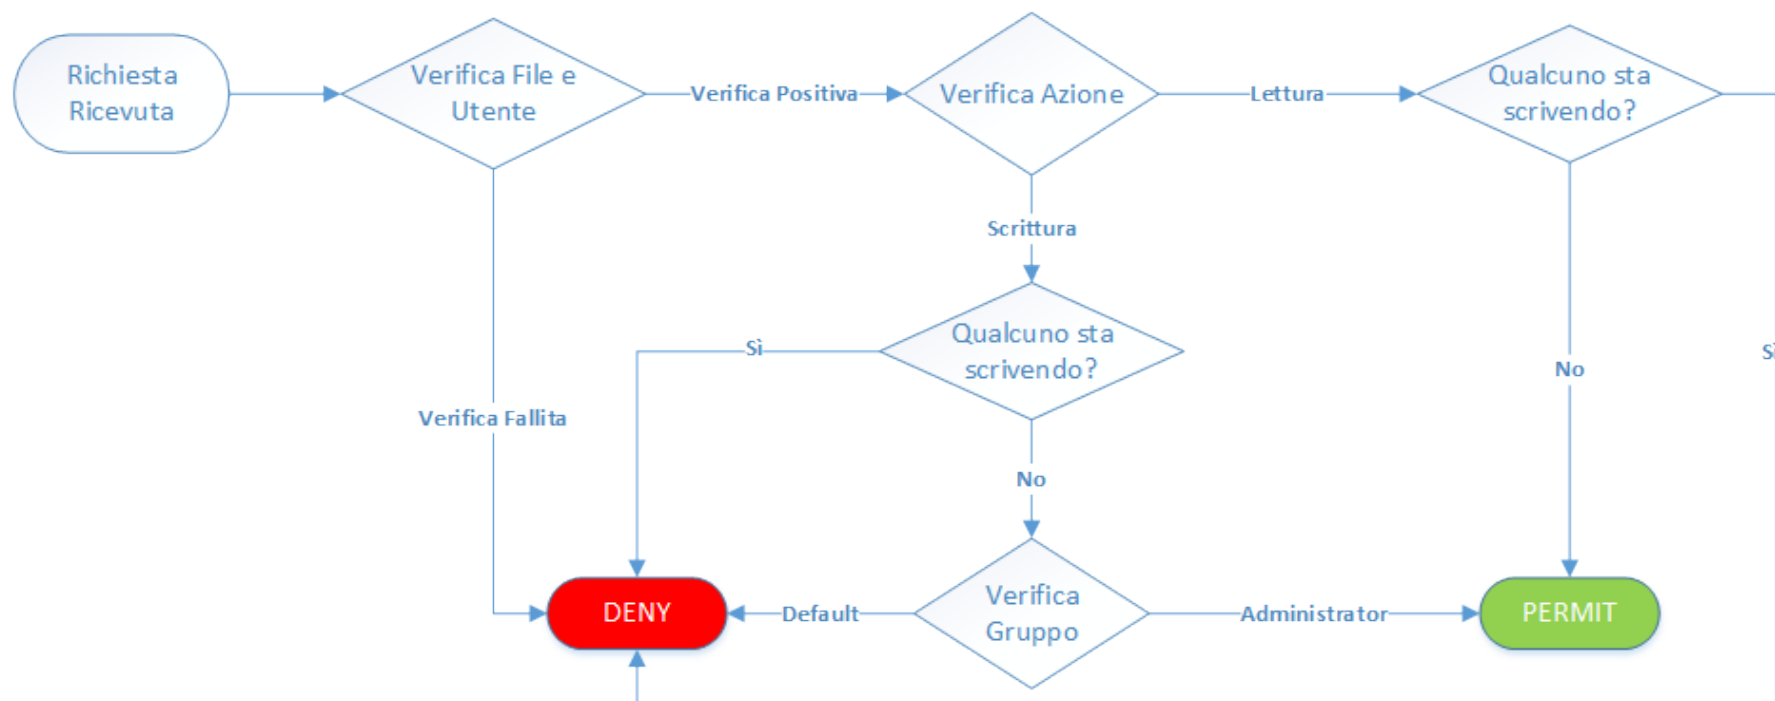 Richiesta
Ricevuta
Verifica File e
Utente
Verifica Positiva
Verifica Azione
Lettura
Qualcuno sta
scrivendo?
Scrittura
Qualcuno sta
scrivendo?
Sì
No
Sì
Verifica Fallita
No
DENY
Default
Verifica
Gruppo
Administrator
PERMIT